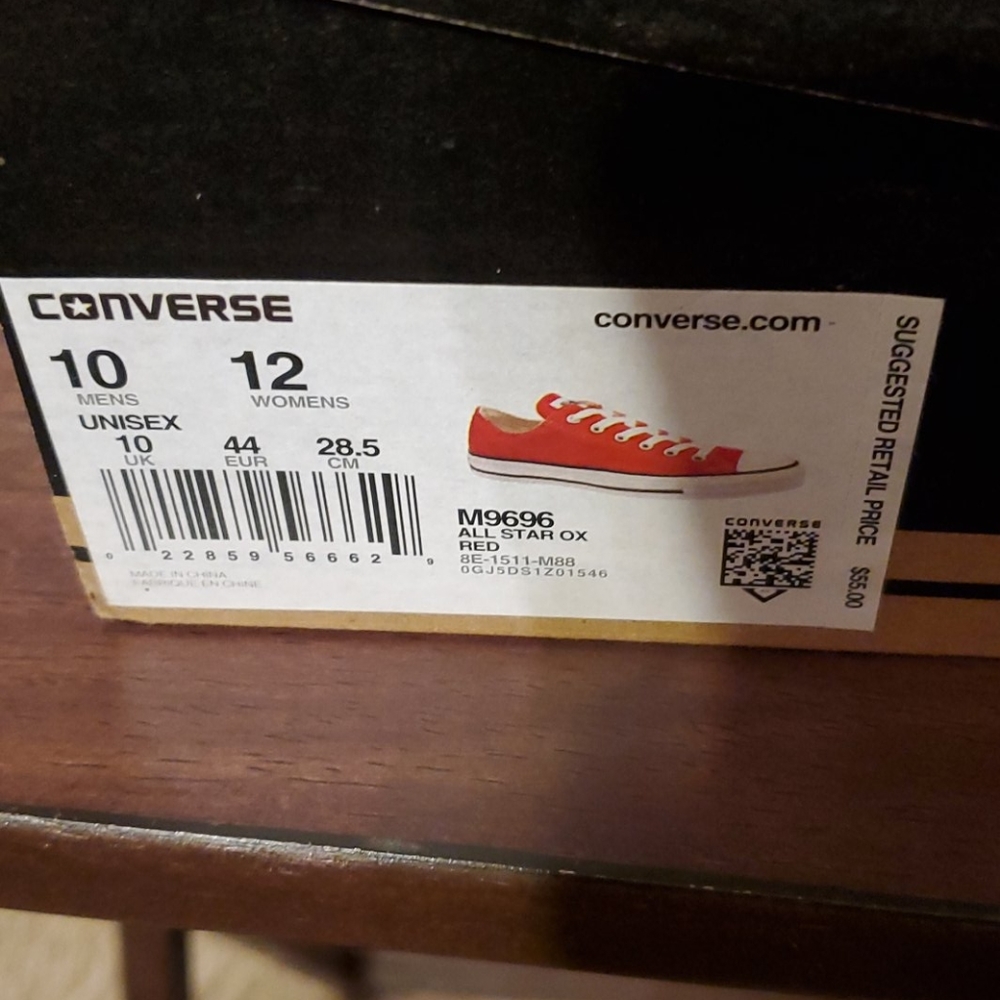 CONVERSE
converse.com
10 12
MENS WOMENS
UNISEX
10 44 28.5
UK EUR CM
0 22859 56662 9
MADE IN CHINA
FABRIQUE EN CHINE
M9696
ALL STAR OX
RED
8E-1511-M88
0GJ5DS1Z01546
CONVERSE
SUGGESTED RETAIL PRICE $55.00